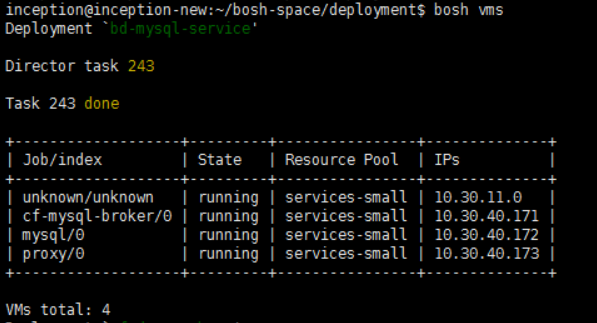 inception@inception-new:~/bosh-space/deployment$ bosh vms
Deployment `bd-mysql-service'
Director task 243
Task 243 done
+-------------------+---------+----------------+--------------+
| Job/index | State | Resource Pool | IPs |
+-------------------+---------+----------------+--------------+
| unknown/unknown | running | services-small | 10.30.11.0 |
| cf-mysql-broker/0 | running | services-small | 10.30.40.171 |
| mysql/0 | running | services-small | 10.30.40.172 |
| proxy/0 | running | services-small | 10.30.40.173 |
+-------------------+---------+----------------+--------------+
VMs total: 4